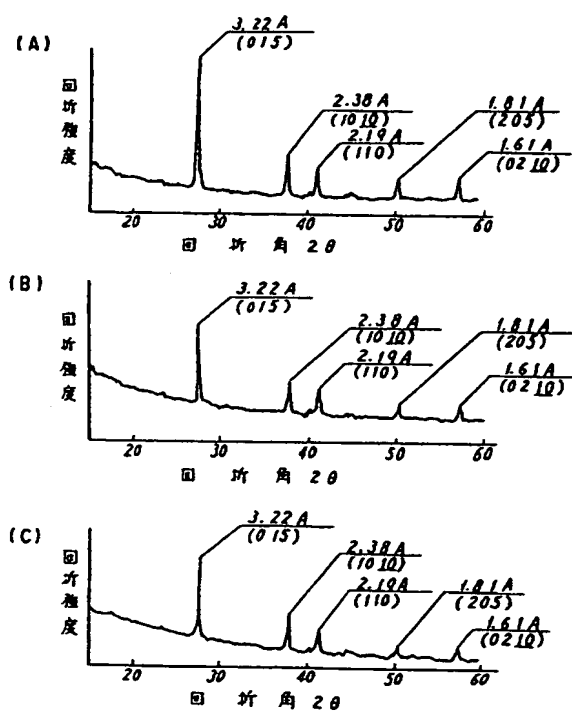 (A)
3.22 A
(015)
2.38 A
(10 10)
2.19 A
(110)
1.81 A
(205)
1.61 A
(02 10)
回折強度
20 30 40 50 60
回 折 角 2θ
(B)
3.22 A
(015)
2.38 A
(10 10)
2.19 A
(110)
1.81 A
(205)
1.61 A
(02 10)
回折強度
20 30 40 50 60
回 折 角 2θ
(C)
3.22 A
(015)
2.38 A
(10 10)
2.19 A
(110)
1.81 A
(205)
1.61 A
(02 10)
回折強度
20 30 40 50 60
回 折 角 2θ